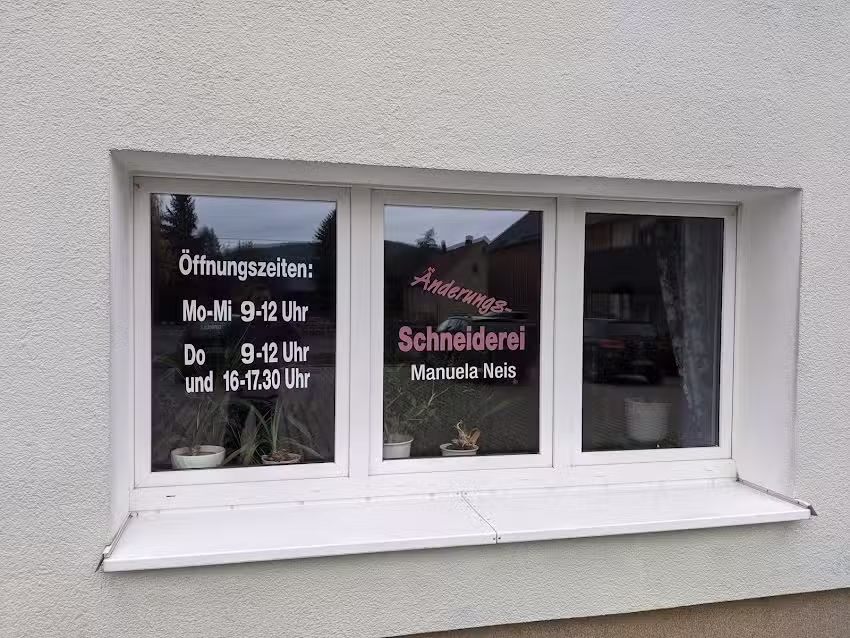 Öffnungszeiten:
Mo-Mi 9-12 Uhr
Do 9-12 Uhr
und 16-17.30 Uhr
Änderungs-
Schneiderei
Manuela Neis